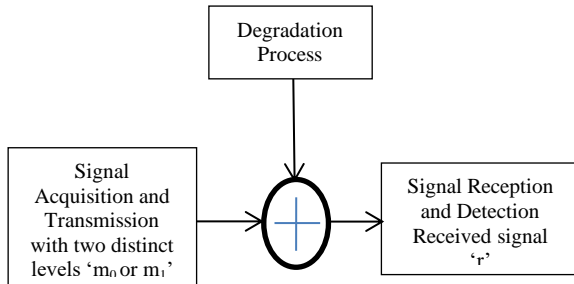 Degradation
Process
Signal
Acquisition and
Transmission
with two distinct
levels ‘m₀ or m₁’
Signal Reception
and Detection
Received signal
‘r’